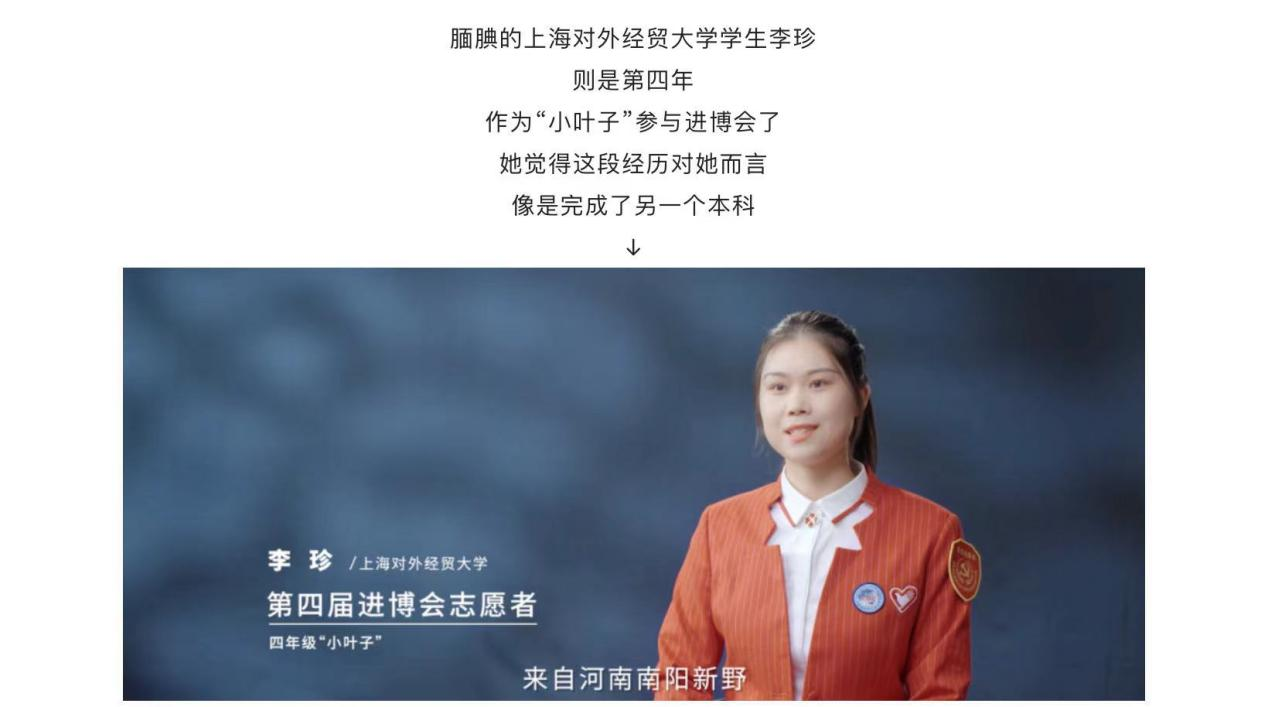 腼腆的上海对外经贸大学学生李珍
则是第四年
作为“小叶子”参与进博会了
她觉得这段经历对她而言
像是完成了另一个本科
↓
李 珍 /上海对外经贸大学
第四届进博会志愿者
四年级“小叶子”
来自河南南阳新野